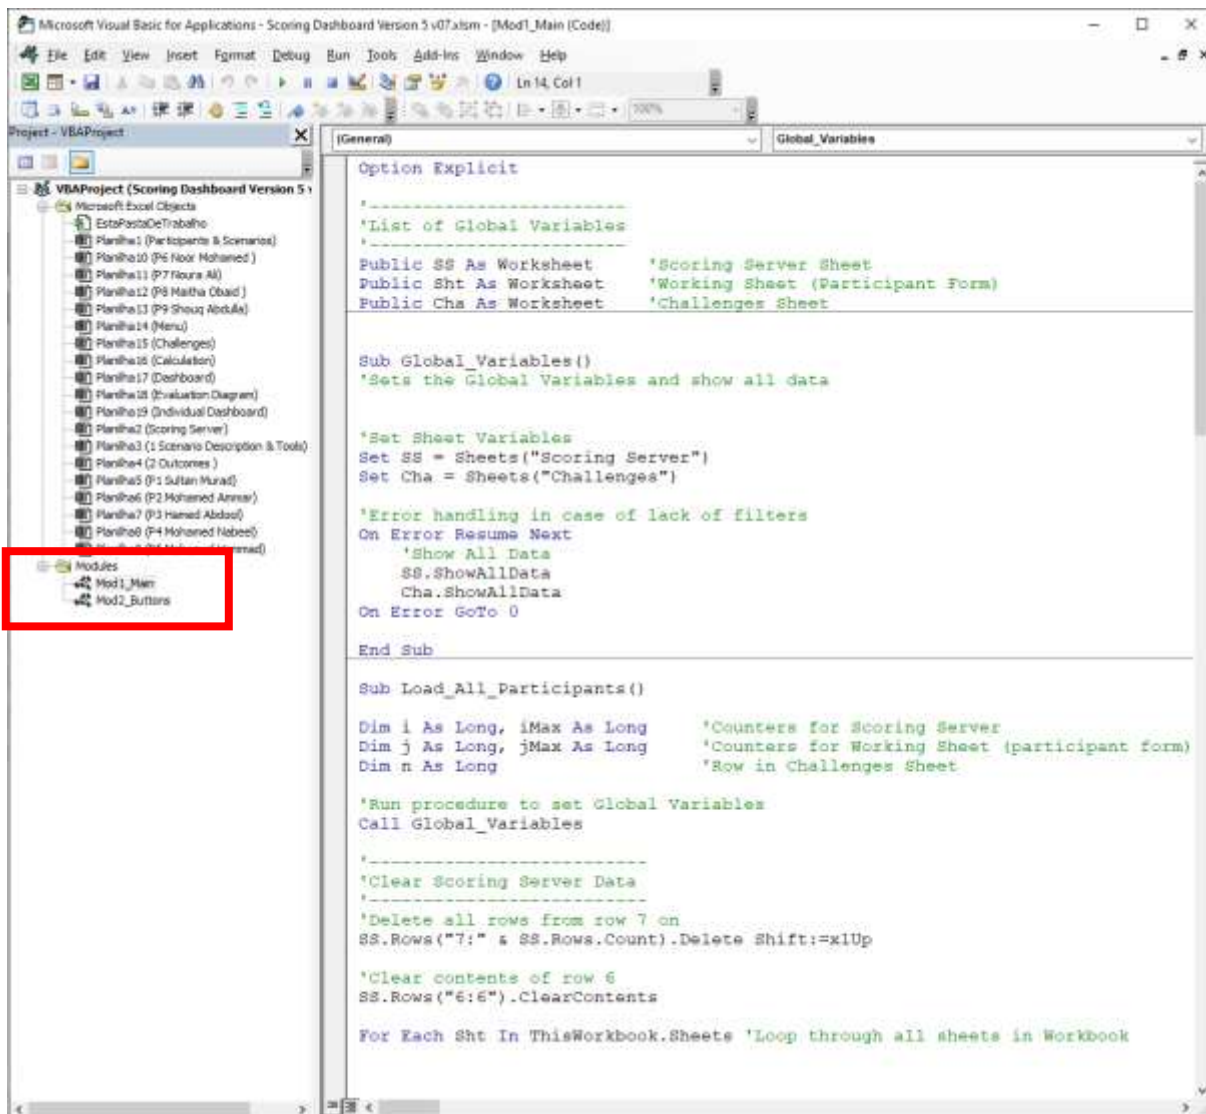 Microsoft Visual Basic for Applications - Scoring Dashboard Version 5 v07.xlsm - [Mod1_Main (Code)]
File Edit View Insert Format Debug Run Tools Add-Ins Window Help
Ln 14, Col 1
100%
Project - VBAProject
(General)
Global_Variables
VBAProject (Scoring Dashboard Version 5 v
Microsoft Excel Objects
EstaPastaDeTrabalho
Planilha1 (Participants & Scenarios)
Planilha10 (P6 Noor Mohamed )
Planilha11 (P7 Noura Ali)
Planilha12 (P8 Maitha Obaid )
Planilha13 (P9 Shouq Abdulla)
Planilha14 (Menu)
Planilha15 (Challenges)
Planilha16 (Calculation)
Planilha17 (Dashboard)
Planilha18 (Evaluation Diagram)
Planilha19 (Individual Dashboard)
Planilha2 (Scoring Server)
Planilha3 (1 Scenario Description & Tools)
Planilha4 (2 Outcomes )
Planilha5 (P1 Sultan Murad)
Planilha6 (P2 Mohamed Ammar)
Planilha7 (P3 Hamed Abdool)
Planilha8 (P4 Mohamed Nabeel)
Modules
Mod1_Main
Mod2_Buttons
Option Explicit
'--------------------------
'List of Global Variables
'--------------------------
Public SS As Worksheet 'Scoring Server Sheet
Public Sht As Worksheet 'Working Sheet (Participant Form)
Public Cha As Worksheet 'Challenges Sheet
Sub Global_Variables()
'Sets the Global Variables and show all data
'Set Sheet Variables
Set SS = Sheets("Scoring Server")
Set Cha = Sheets("Challenges")
'Error handling in case of lack of filters
On Error Resume Next
'Show All Data
SS.ShowAllData
Cha.ShowAllData
On Error GoTo 0
End Sub
Sub Load_All_Participants()
Dim i As Long, iMax As Long 'Counters for Scoring Server
Dim j As Long, jMax As Long 'Counters for Working Sheet (participant form)
Dim n As Long 'Row in Challenges Sheet
'Run procedure to set Global Variables
Call Global_Variables
'----------------------------
'Clear Scoring Server Data
'----------------------------
'Delete all rows from row 7 on
SS.Rows("7:" & SS.Rows.Count).Delete Shift:=xlUp
'Clear contents of row 6
SS.Rows("6:6").ClearContents
For Each Sht In ThisWorkbook.Sheets 'Loop through all sheets in Workbook